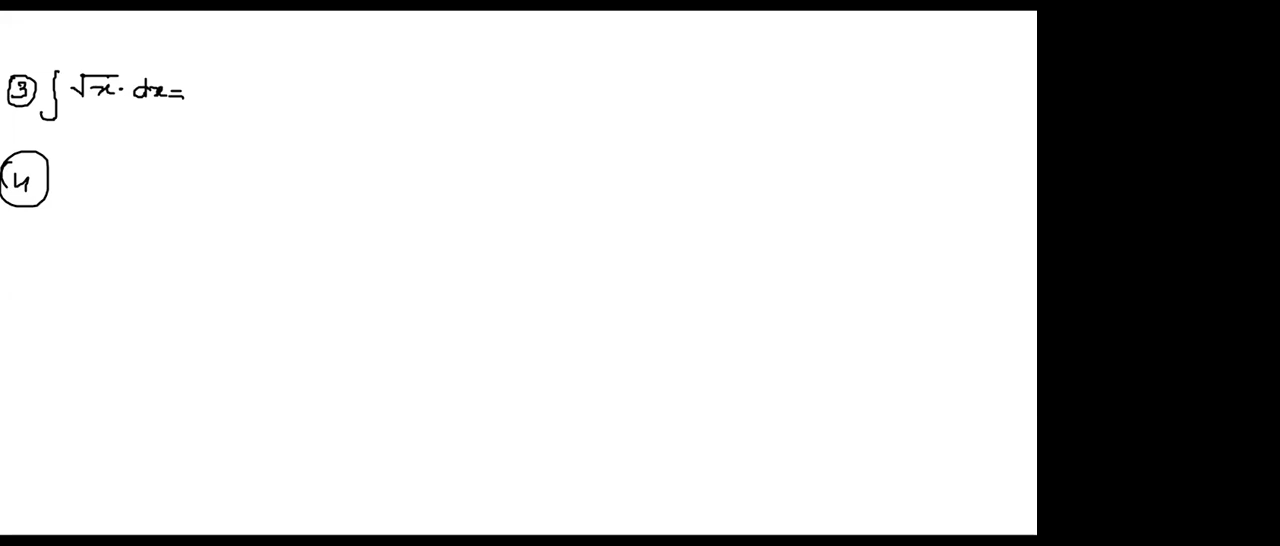 ③ ∫ √x · dx =
④